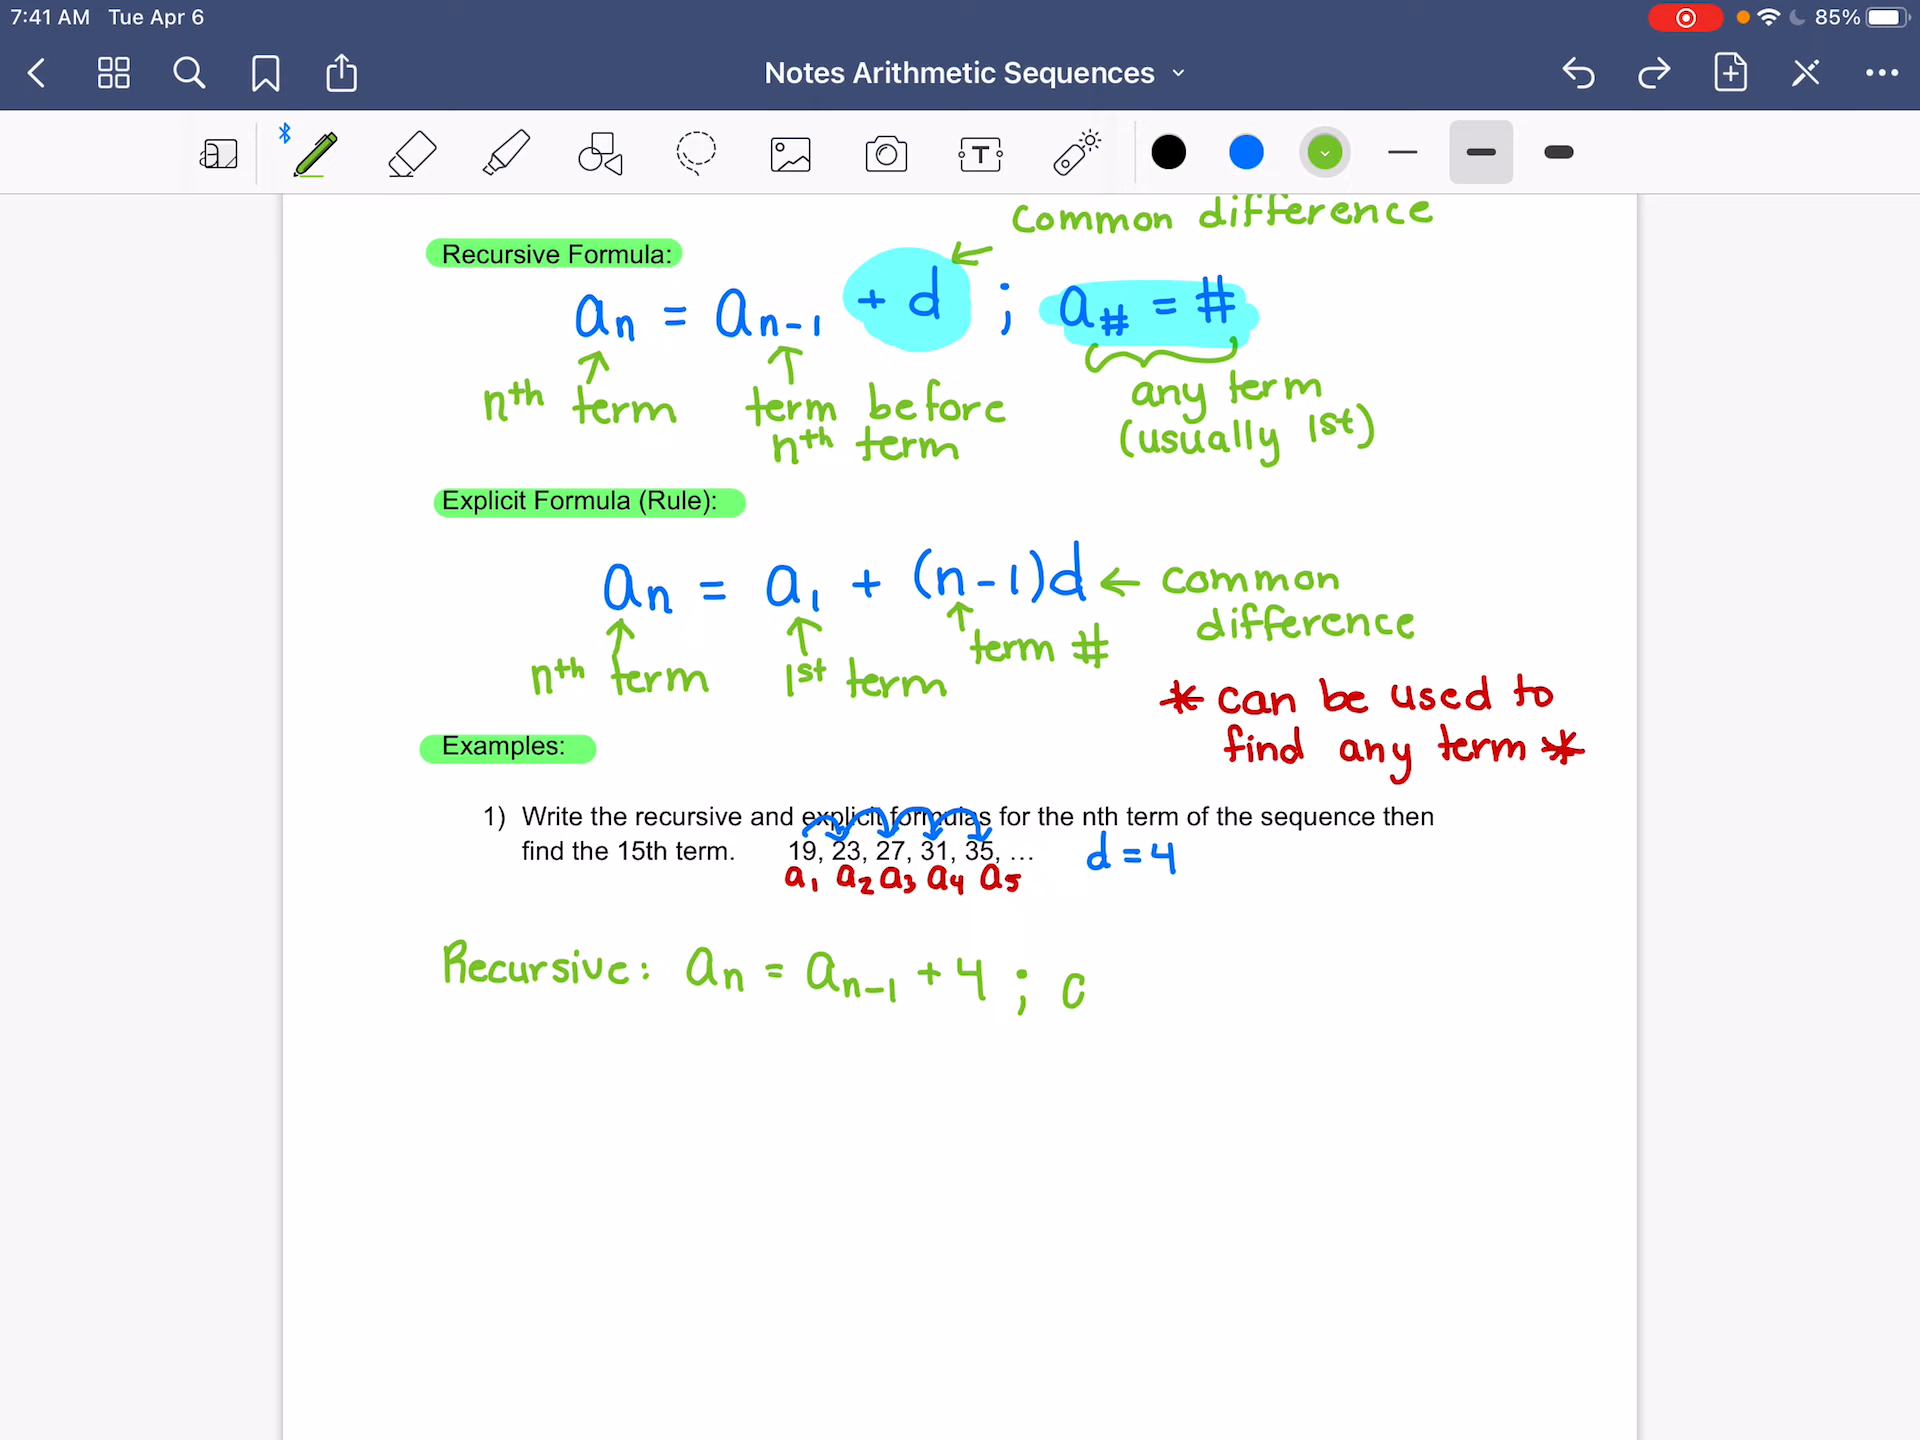 7:41 AM Tue Apr 6
85%
Notes Arithmetic Sequences
common difference
Recursive Formula:
aₙ = aₙ₋₁ + d ; a# = #
nᵗʰ term
term before
nᵗʰ term
any term
(usually 1st)
Explicit Formula (Rule):
aₙ = a₁ + (n-1)d ← common
difference
nᵗʰ term
1st term
term #
* can be used to
find any term *
Examples:
1) Write the recursive and explicit formulas for the nth term of the sequence then
find the 15th term. 19, 23, 27, 31, 35, … d = 4
a₁ a₂ a₃ a₄ a₅
Recursive: aₙ = aₙ₋₁ + 4 ; c